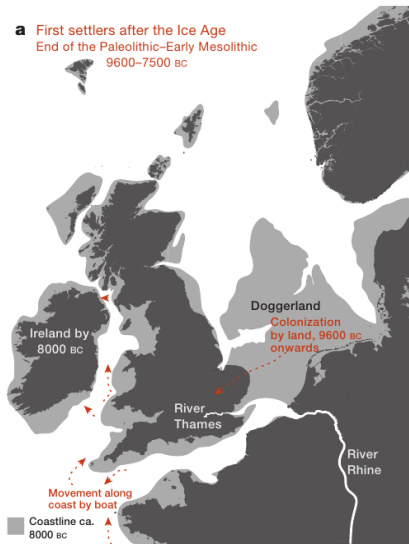 a First settlers after the Ice Age
End of the Paleolithic–Early Mesolithic
9600–7500 BC
Doggerland
Colonization
by land, 9600 BC
onwards
Ireland by
8000 BC
River
Thames
River
Rhine
Movement along
coast by boat
Coastline ca.
8000 BC